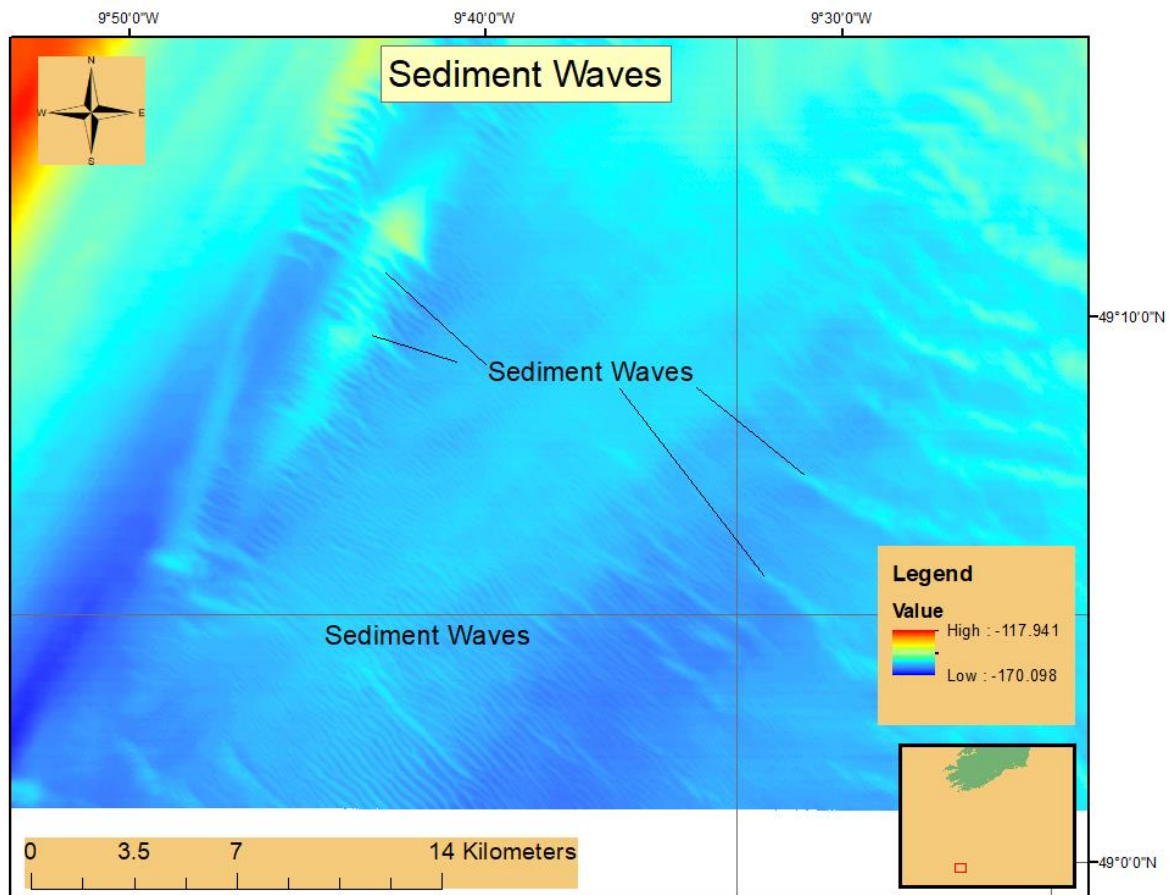 9°50'0"W 9°40'0"W 9°30'0"W
Sediment Waves
N
W E
S
49°10'0"N
Sediment Waves
Legend
Value
High : -117.941
Low : -170.098
Sediment Waves
0 3.5 7 14 Kilometers
49°0'0"N